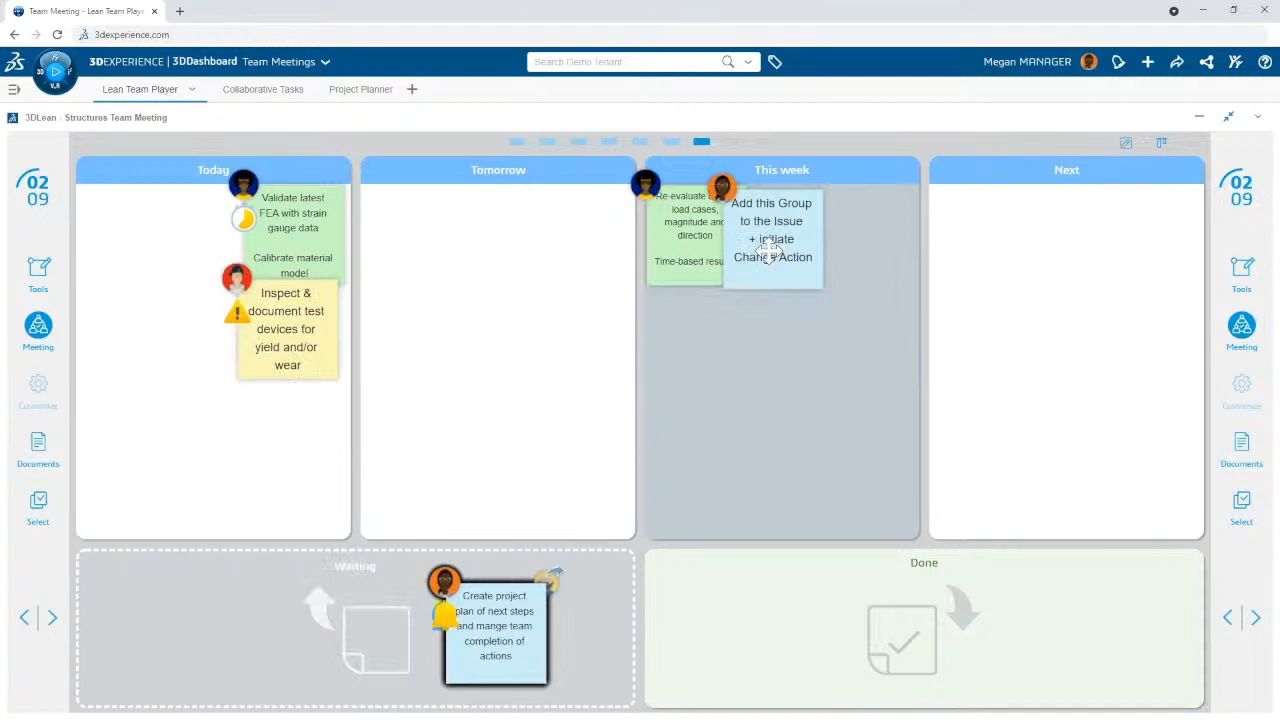 Team Meeting - Lean Team Playe
3dexperience.com
3DEXPERIENCE | 3DDashboard Team Meetings
Search Demo Tenant
Megan MANAGER
3D
V.R
Lean Team Player
Collaborative Tasks
Project Planner
3DLean - Structures Team Meeting
02
09
Tools
Meeting
Customize
Documents
Select
Today
Validate latest
FEA with strain
gauge data
Calibrate material
model
Inspect &
document test
devices for
yield and/or
wear
Tomorrow
This week
Re-evaluate
load cases,
magnitude and
direction
Time-based resu
Add this Group
to the Issue
+ initiate
Change Action
Next
Waiting
Create project
plan of next steps
and mange team
completion of
actions
Done
02
09
Tools
Meeting
Customize
Documents
Select